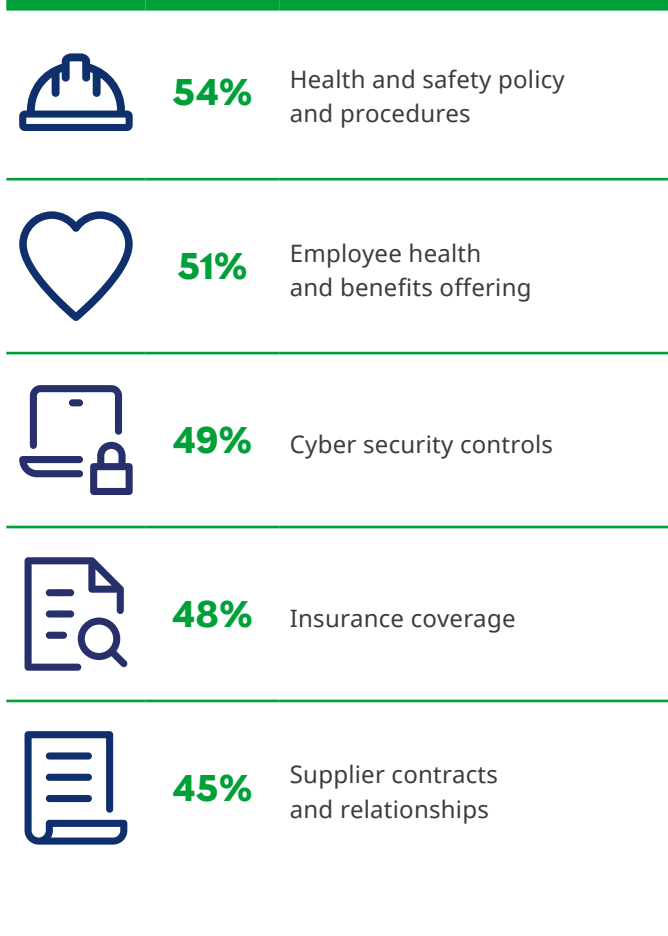 54%
Health and safety policy
and procedures
51%
Employee health
and benefits offering
49%
Cyber security controls
48%
Insurance coverage
45%
Supplier contracts
and relationships